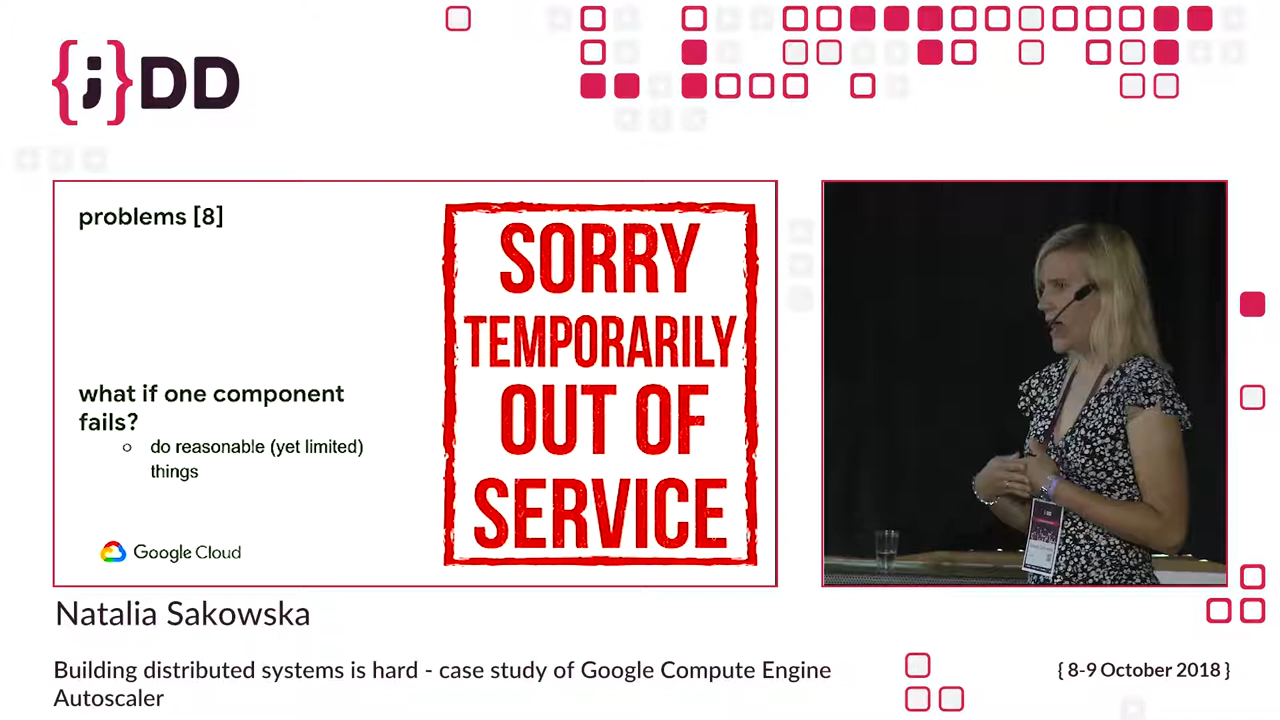 {;}DD
problems [8]
SORRY
TEMPORARILY
OUT OF
SERVICE
what if one component
fails?
○ do reasonable (yet limited)
things
Google Cloud
Natalia Sakowska
Building distributed systems is hard - case study of Google Compute Engine
Autoscaler
{ 8-9 October 2018 }